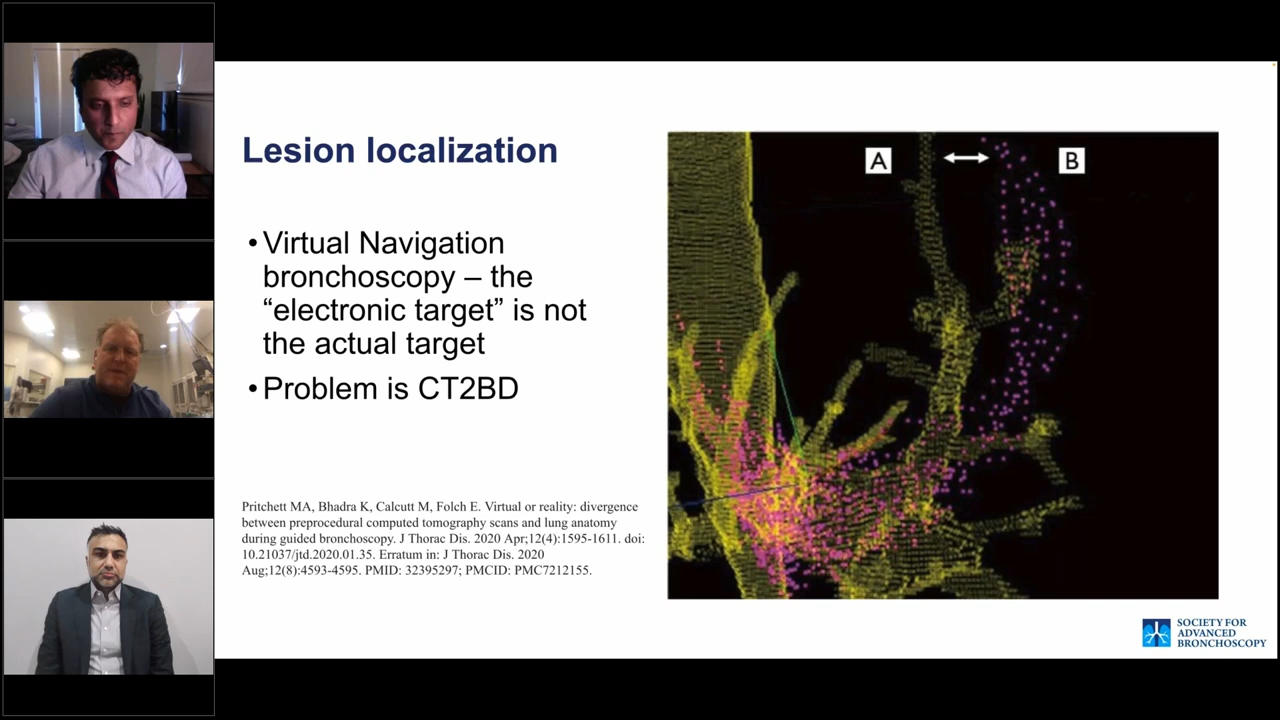 Lesion localization
• Virtual Navigation
bronchoscopy – the
“electronic target” is not
the actual target
• Problem is CT2BD
Pritchett MA, Bhadra K, Calcutt M, Folch E. Virtual or reality: divergence
between preprocedural computed tomography scans and lung anatomy
during guided bronchoscopy. J Thorac Dis. 2020 Apr;12(4):1595-1611. doi:
10.21037/jtd.2020.01.35. Erratum in: J Thorac Dis. 2020
Aug;12(8):4593-4595. PMID: 32395297; PMCID: PMC7212155.
A
B
SOCIETY FOR
ADVANCED
BRONCHOSCOPY